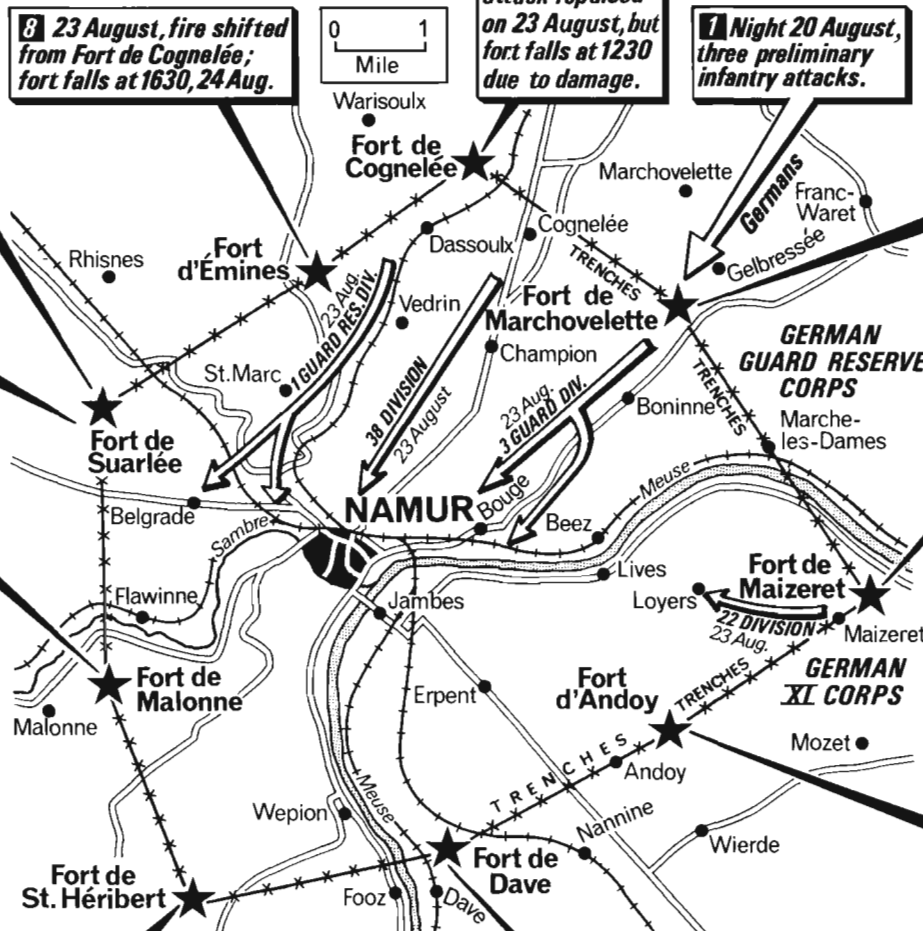 8 23 August, fire shifted
from Fort de Cognelée;
fort falls at 1630, 24 Aug.
0 1
Mile
attack repulsed
on 23 August, but
fort falls at 1230
due to damage.
1 Night 20 August,
three preliminary
infantry attacks.
Warisoulx
Fort de
Cognelée
Marchovelette
Germans
Franc-
Waret
Cognelée
Dassoulx
TRENCHES
Gelbressée
Rhisnes
Fort
d'Émines
23 Aug.
1 GUARD RES. DIV.
Vedrin
Fort de
Marchovelette
Champion
GERMAN
GUARD RESERVE
CORPS
TRENCHES
St. Marc
38 DIVISION
23 August
23 Aug.
3 GUARD DIV.
Boninne
Marche-
les-Dames
Fort de
Suarlée
Belgrade
NAMUR
Bouge
Meuse
Beez
Sambre
Lives
Fort de
Maizeret
Flawinne
Jambes
Loyers
22 DIVISION
23 Aug.
Maizeret
Fort de
Malonne
Malonne
Erpent
Fort
d'Andoy
TRENCHES
GERMAN
XI CORPS
Mozet
Andoy
TRENCHES
Meuse
Wepion
Nannine
Wierde
Fort de
St. Héribert
Fort de
Dave
Fooz
Dave